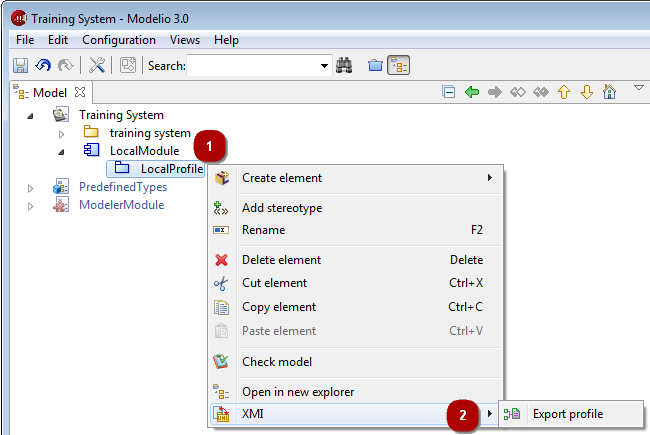 Training System - Modelio 3.0
File Edit Configuration Views Help
Search:
Model
Training System
training system
LocalModule
1
LocalProfile
PredefinedTypes
ModelerModule
Create element
Add stereotype
Rename F2
Delete element Delete
Cut element Ctrl+X
Copy element Ctrl+C
Paste element Ctrl+V
Check model
Open in new explorer
XMI 2 Export profile